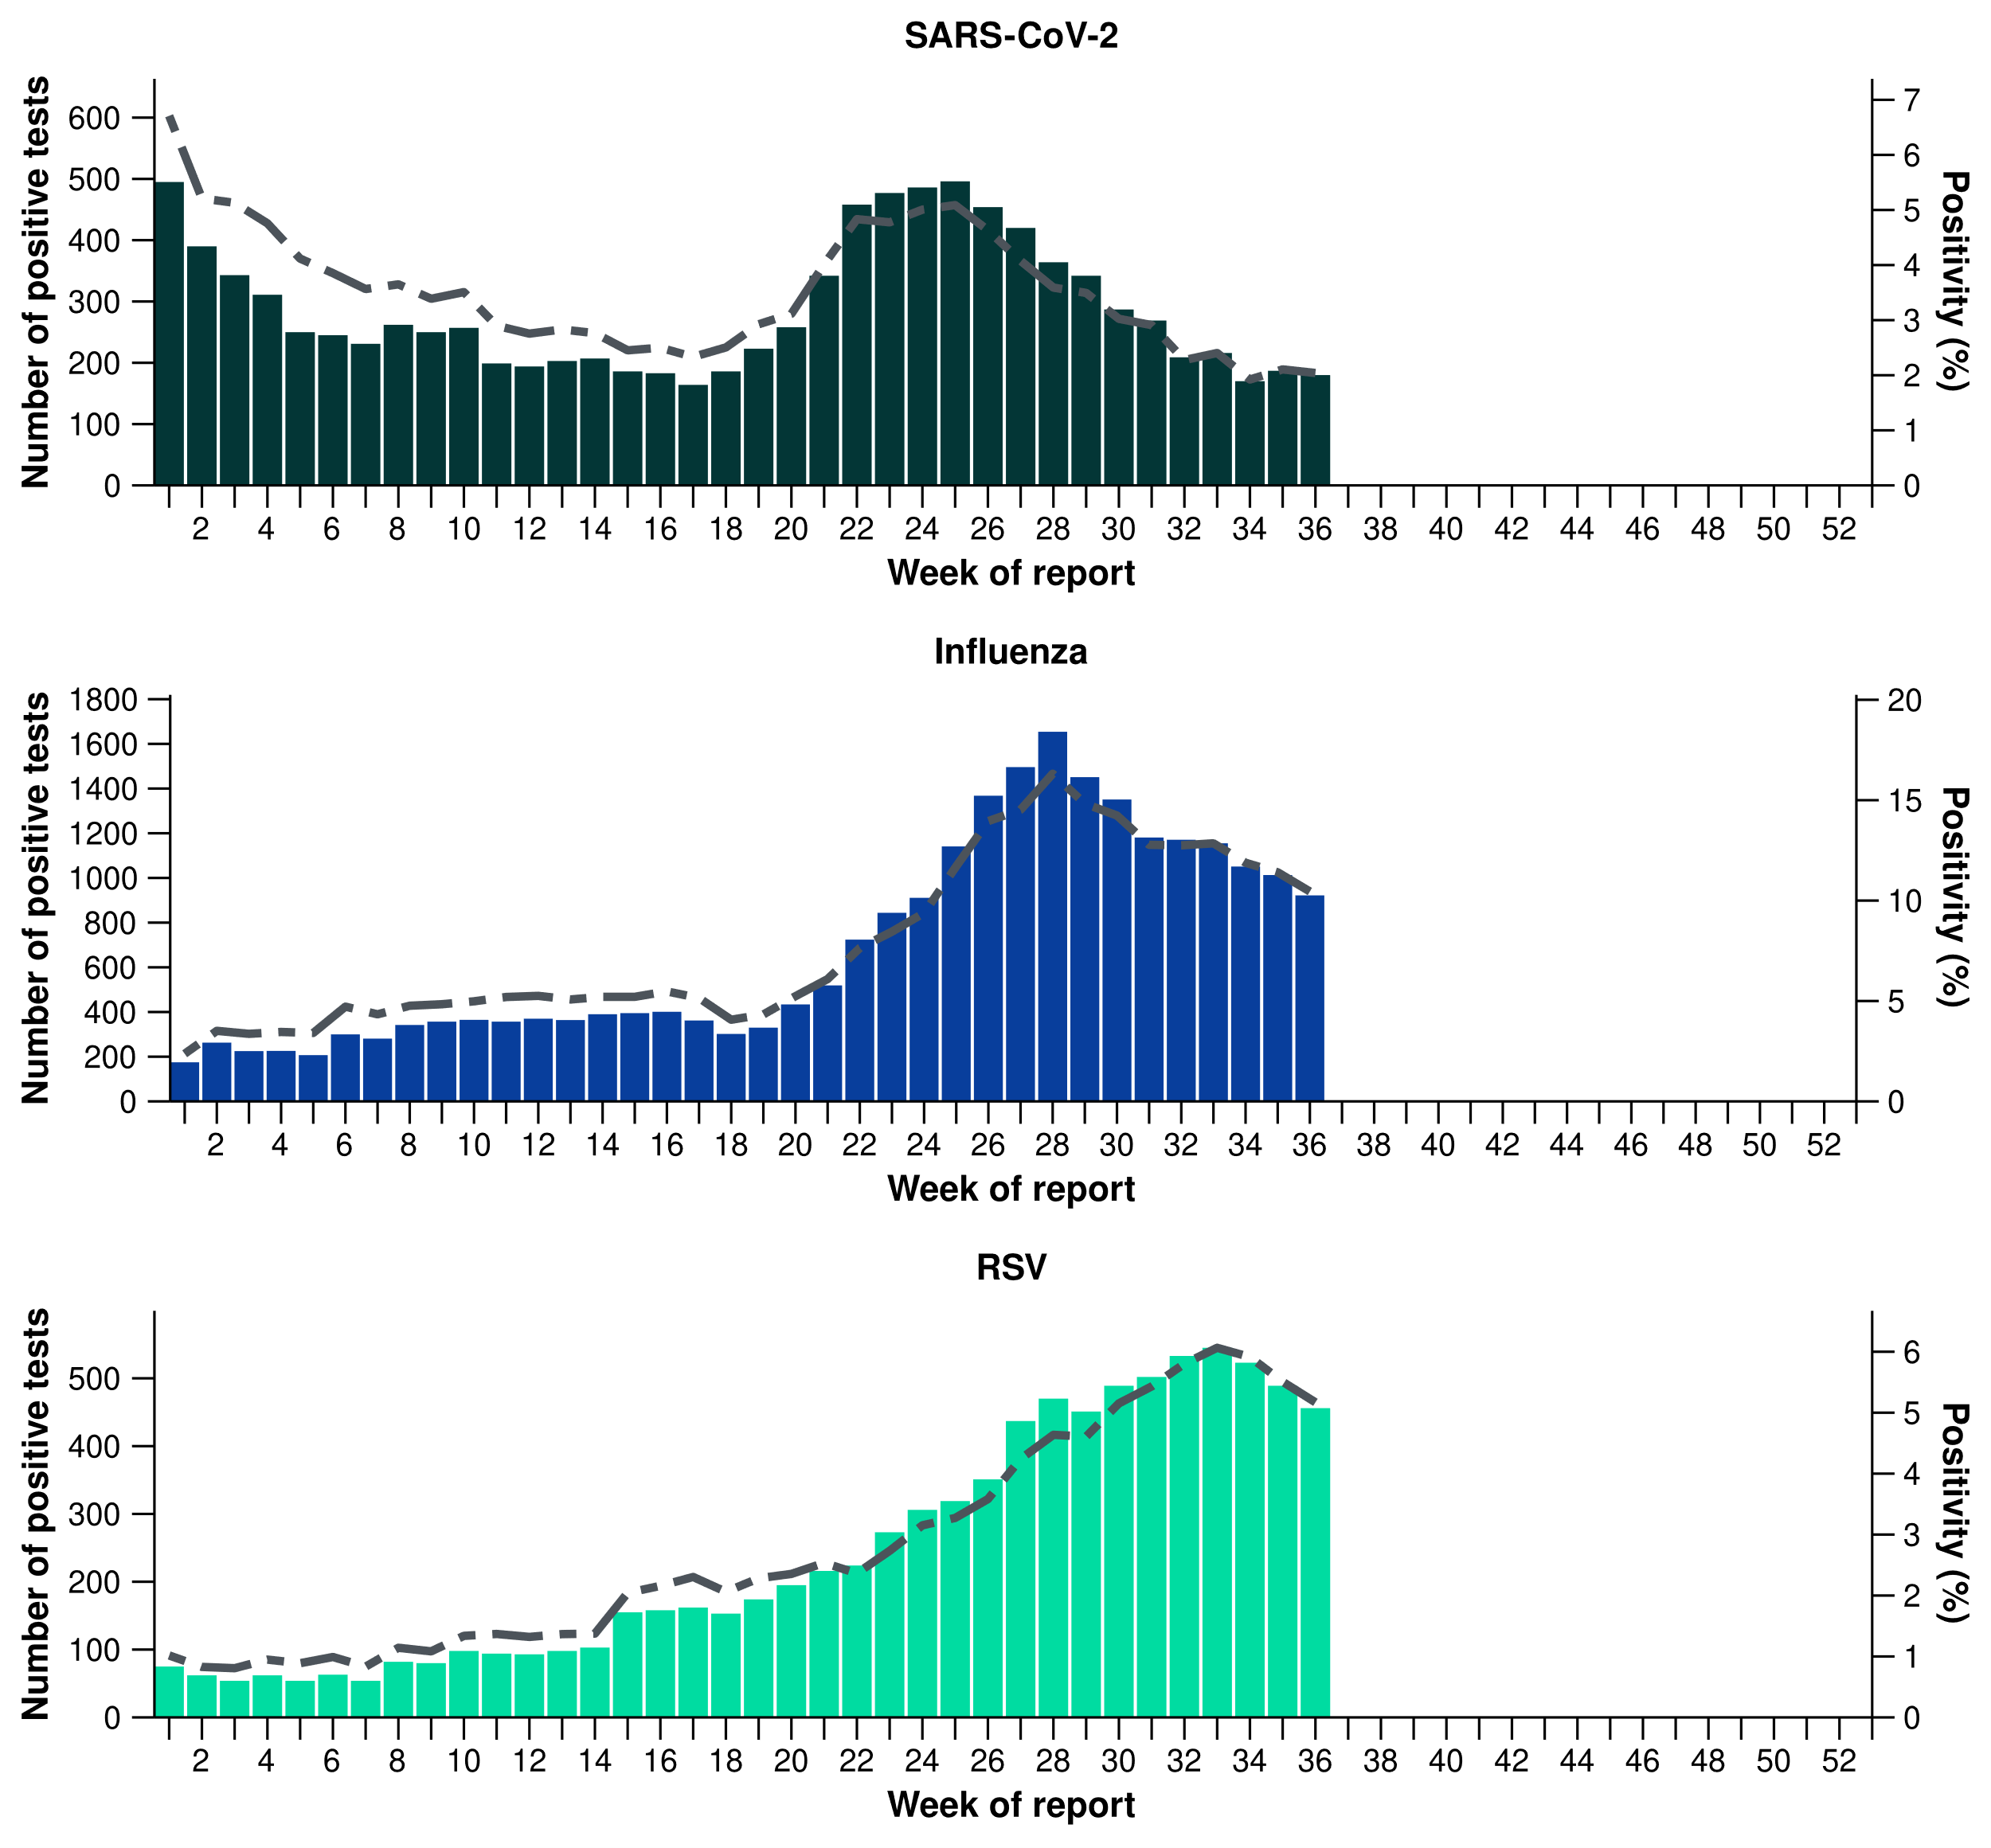 SARS-CoV-2
Number of positive tests
600
500
400
300
200
100
0
7
6
5
4
3
2
1
0
Positivity (%)
2 4 6 8 10 12 14 16 18 20 22 24 26 28 30 32 34 36 38 40 42 44 46 48 50 52
Week of report
Influenza
Number of positive tests
1800
1600
1400
1200
1000
800
600
400
200
0
20
15
10
5
0
Positivity (%)
2 4 6 8 10 12 14 16 18 20 22 24 26 28 30 32 34 36 38 40 42 44 46 48 50 52
Week of report
RSV
Number of positive tests
500
400
300
200
100
0
6
5
4
3
2
1
0
Positivity (%)
2 4 6 8 10 12 14 16 18 20 22 24 26 28 30 32 34 36 38 40 42 44 46 48 50 52
Week of report